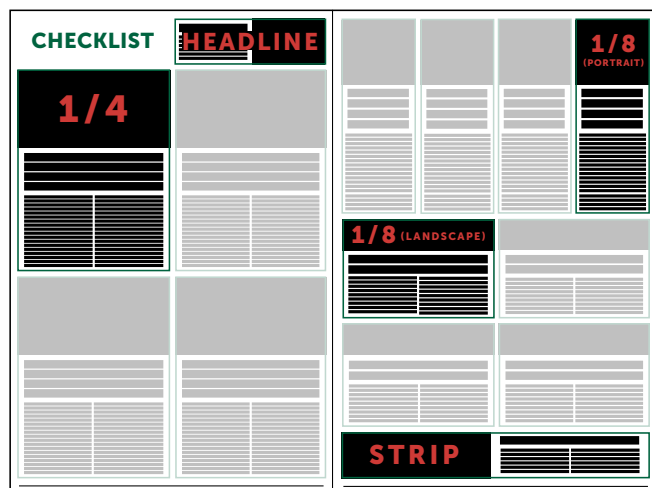 CHECKLIST
HEADLINE
1/4
1/8
(PORTRAIT)
1/8 (LANDSCAPE)
STRIP